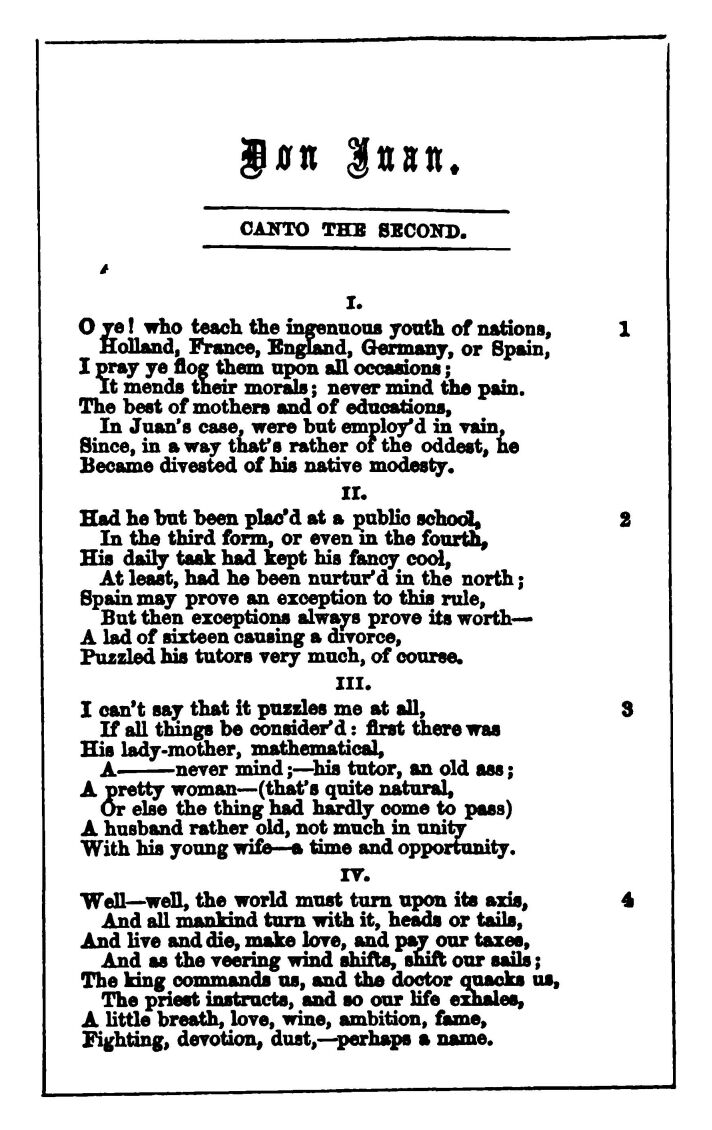 Don Juan.
CANTO THE SECOND.
I.
O ye! who teach the ingenuous youth of nations, 1
Holland, France, England, Germany, or Spain,
I pray ye flog them upon all occasions;
It mends their morals; never mind the pain.
The best of mothers and of educations,
In Juan's case, were but employ'd in vain,
Since, in a way that's rather of the oddest, he
Became divested of his native modesty.
II.
Had he but been plac'd at a public school, 2
In the third form, or even in the fourth,
His daily task had kept his fancy cool,
At least, had he been nurtur'd in the north;
Spain may prove an exception to this rule,
But then exceptions always prove its worth—
A lad of sixteen causing a divorce,
Puzzled his tutors very much, of course.
III.
I can't say that it puzzles me at all, 3
If all things be consider'd: first there was
His lady-mother, mathematical,
A———never mind;—his tutor, an old ass;
A pretty woman—(that's quite natural,
Or else the thing had hardly come to pass)
A husband rather old, not much in unity
With his young wife—a time and opportunity.
IV.
Well—well, the world must turn upon its axis, 4
And all mankind turn with it, heads or tails,
And live and die, make love, and pay our taxes,
And as the veering wind shifts, shift our sails;
The king commands us, and the doctor quacks us,
The priest instructs, and so our life exhales,
A little breath, love, wine, ambition, fame,
Fighting, devotion, dust,—perhaps a name.